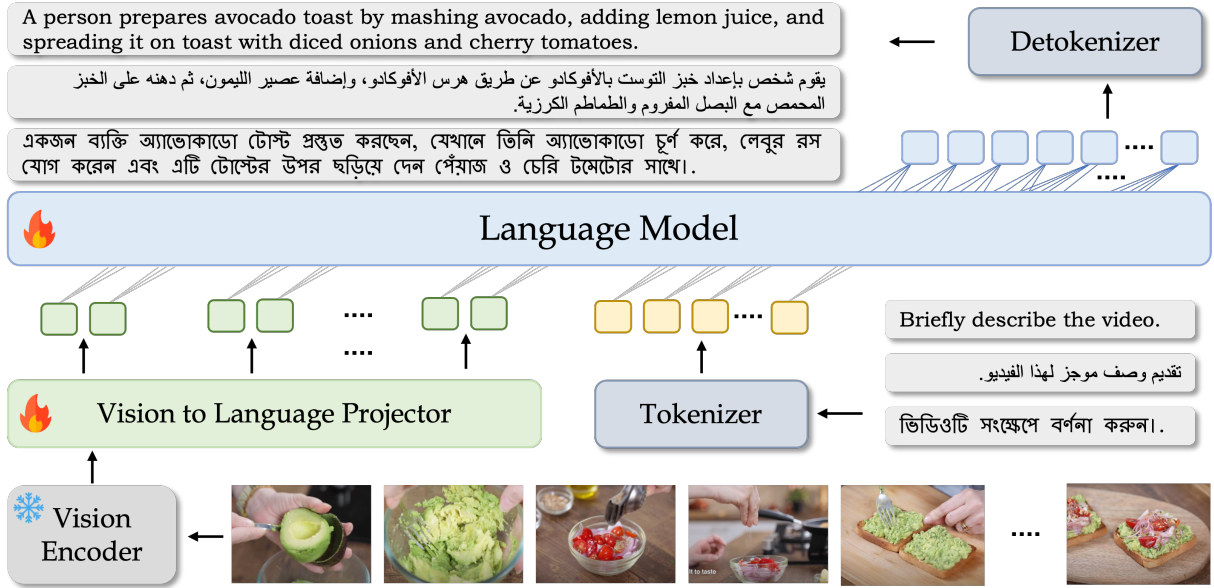 A person prepares avocado toast by mashing avocado, adding lemon juice, and
spreading it on toast with diced onions and cherry tomatoes.
يقوم شخص بإعداد خبز التوست بالأفوكادو عن طريق هرس الأفوكادو، وإضافة عصير الليمون، ثم دهنه على الخبز
المحمص مع البصل المفروم والطماطم الكرزية.
একজন ব্যক্তি অ্যাভোকাডো টোস্ট প্রস্তুত করছেন, যেখানে তিনি অ্যাভোকাডো চূর্ণ করে, লেবুর রস
যোগ করেন এবং এটি টোস্টের উপর ছড়িয়ে দেন পেঁয়াজ ও চেরি টমেটোর সাথে।.
Detokenizer
Language Model
Briefly describe the video.
تقديم وصف موجز لهذا الفيديو.
ভিডিওটি সংক্ষেপে বর্ণনা করুন।.
Vision to Language Projector
Tokenizer
Vision
Encoder
to taste